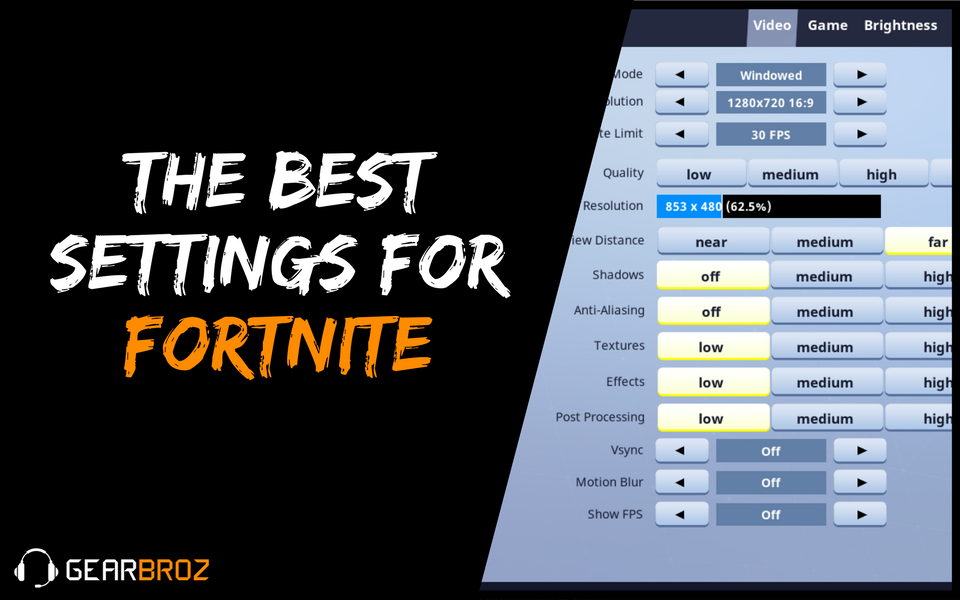 Video Game Brightness
Mode Windowed
lution 1280x720 16:9
te Limit 30 FPS
THE BEST
SETTINGS FOR
FORTNITE
Quality low medium high
Resolution 853 x 480 (62.5%)
iew Distance near medium far
Shadows off medium high
Anti-Aliasing off medium high
Textures low medium high
Effects low medium high
Post Processing low medium high
Vsync Off
Motion Blur Off
Show FPS Off
GEARBROZ